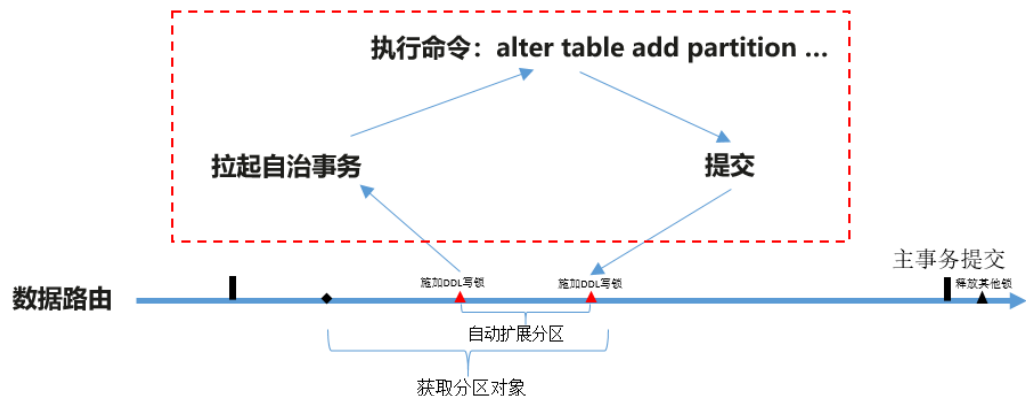 执行命令：alter table add partition ...
拉起自治事务
提交
主事务提交
施加DDL写锁
施加DDL写锁
释放其他锁
数据路由
自动扩展分区
获取分区对象